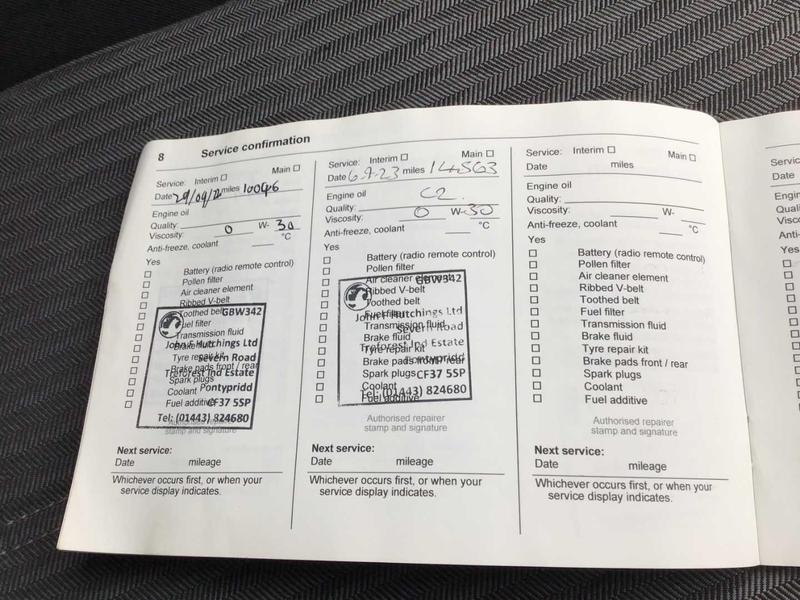 8 Service confirmation
Service: Interim ☐ Main ☐
Date 29/09/2 miles 10046
Engine oil
Quality:
Viscosity: 0 W- 30
Anti-freeze, coolant °C
Yes
☐ Battery (radio remote control)
☐ Pollen filter
☐ Air cleaner element
☐ Ribbed V-belt
☐ Toothed belt
☐ Fuel filter
☐ Transmission fluid
☐ Brake fluid
☐ Tyre repair kit
☐ Brake pads front / rear
☐ Spark plugs
☐ Coolant
☐ Fuel additive
GBW342
John F Hutchings Ltd
Severn Road
Treforest Ind Estate
Pontypridd
CF37 5SP
Tel: (01443) 824680
Authorised repairer
stamp and signature
Next service:
Date mileage
Whichever occurs first, or when your
service display indicates.
Service: Interim ☐ Main ☐
Date 6.9.23 miles 14563
Engine oil C2.
Quality:
Viscosity: 0 W-30
Anti-freeze, coolant °C
Yes
☐ Battery (radio remote control)
☐ Pollen filter
☐ Air cleaner element
☐ Ribbed V-belt
☐ Toothed belt
☐ Fuel filter
☐ Transmission fluid
☐ Brake fluid
☐ Tyre repair kit
☐ Brake pads front / rear
☐ Spark plugs
☐ Coolant
☐ Fuel additive
GBW342
John F Hutchings Ltd
Severn Road
Treforest Ind Estate
Pontypridd
CF37 5SP
Tel: (01443) 824680
Authorised repairer
stamp and signature
Next service:
Date mileage
Whichever occurs first, or when your
service display indicates.
Service: Interim ☐ Main ☐
Date miles
Engine oil
Quality:
Viscosity: W-
Anti-freeze, coolant °C
Yes
☐ Battery (radio remote control)
☐ Pollen filter
☐ Air cleaner element
☐ Ribbed V-belt
☐ Toothed belt
☐ Fuel filter
☐ Transmission fluid
☐ Brake fluid
☐ Tyre repair kit
☐ Brake pads front / rear
☐ Spark plugs
☐ Coolant
☐ Fuel additive
Authorised repairer
stamp and signature
Next service:
Date mileage
Whichever occurs first, or when your
service display indicates.
Date
Engine
Yes